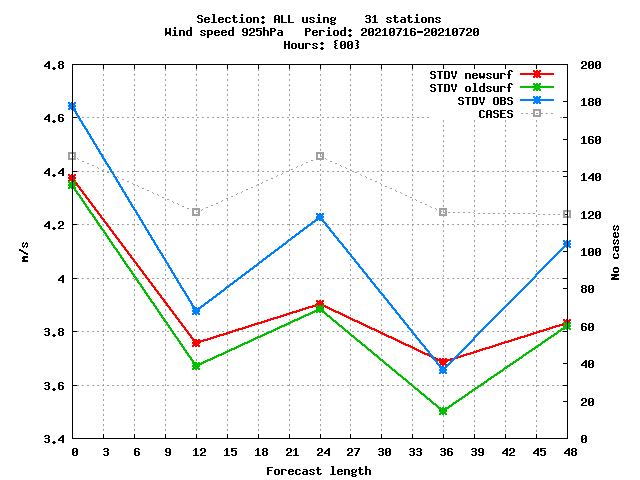 Selection: ALL using    31 stations
Wind speed 925hPa   Period: 20210716-20210720
Hours: {00}
STDV newsurf
STDV oldsurf
STDV OBS
CASES
4.8
4.6
4.4
4.2
4
3.8
3.6
3.4
m/s
200
180
160
140
120
100
80
60
40
20
0
No cases
0 3 6 9 12 15 18 21 24 27 30 33 36 39 42 45 48
Forecast length